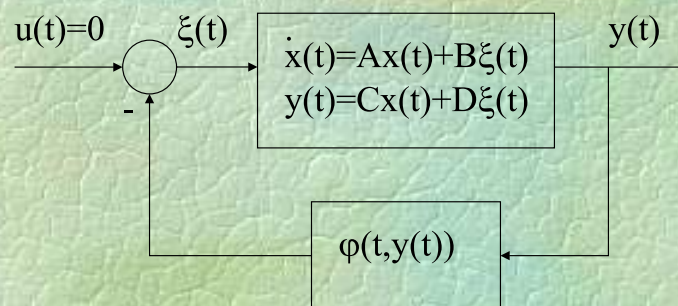 u(t)=0
ξ(t)
ẋ(t)=Ax(t)+Bξ(t)
y(t)=Cx(t)+Dξ(t)
y(t)
-
φ(t,y(t))